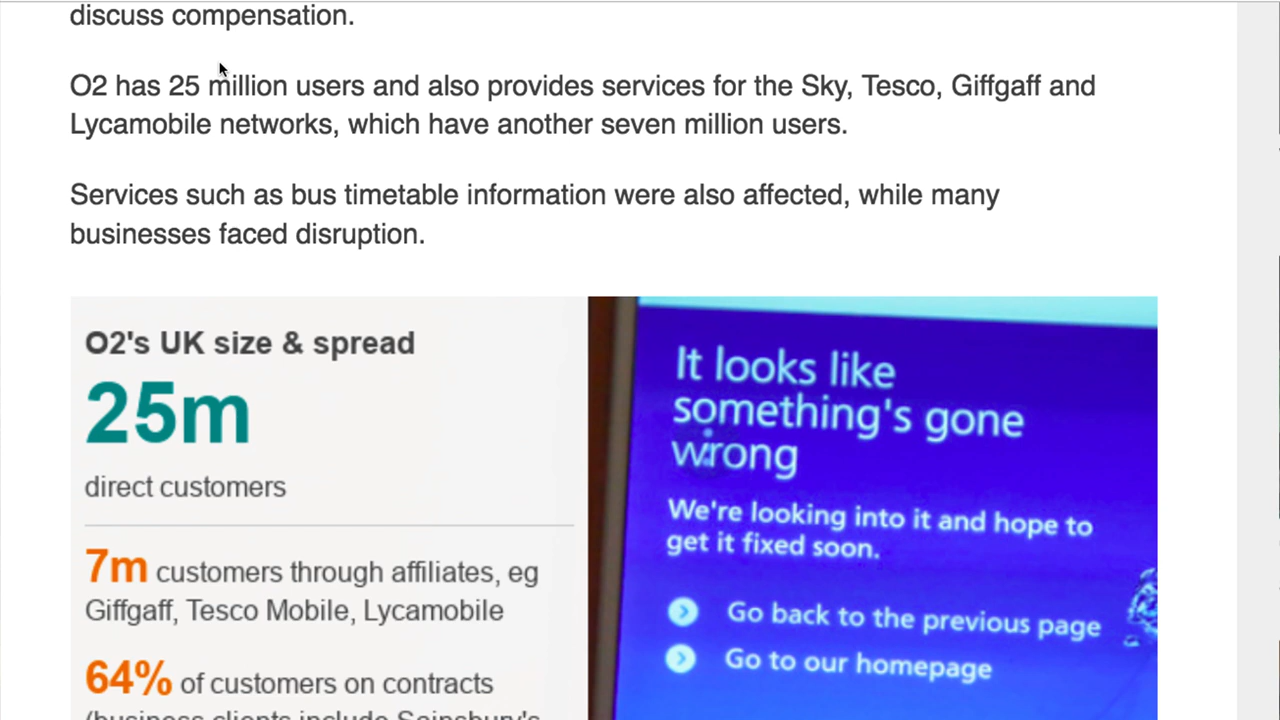 discuss compensation.
O2 has 25 million users and also provides services for the Sky, Tesco, Giffgaff and
Lycamobile networks, which have another seven million users.
Services such as bus timetable information were also affected, while many
businesses faced disruption.
O2's UK size & spread
25m
direct customers
7m customers through affiliates, eg
Giffgaff, Tesco Mobile, Lycamobile
64% of customers on contracts
(business clients include Sainsbury's
It looks like
something's gone
wrong
We're looking into it and hope to
get it fixed soon.
Go back to the previous page
Go to our homepage